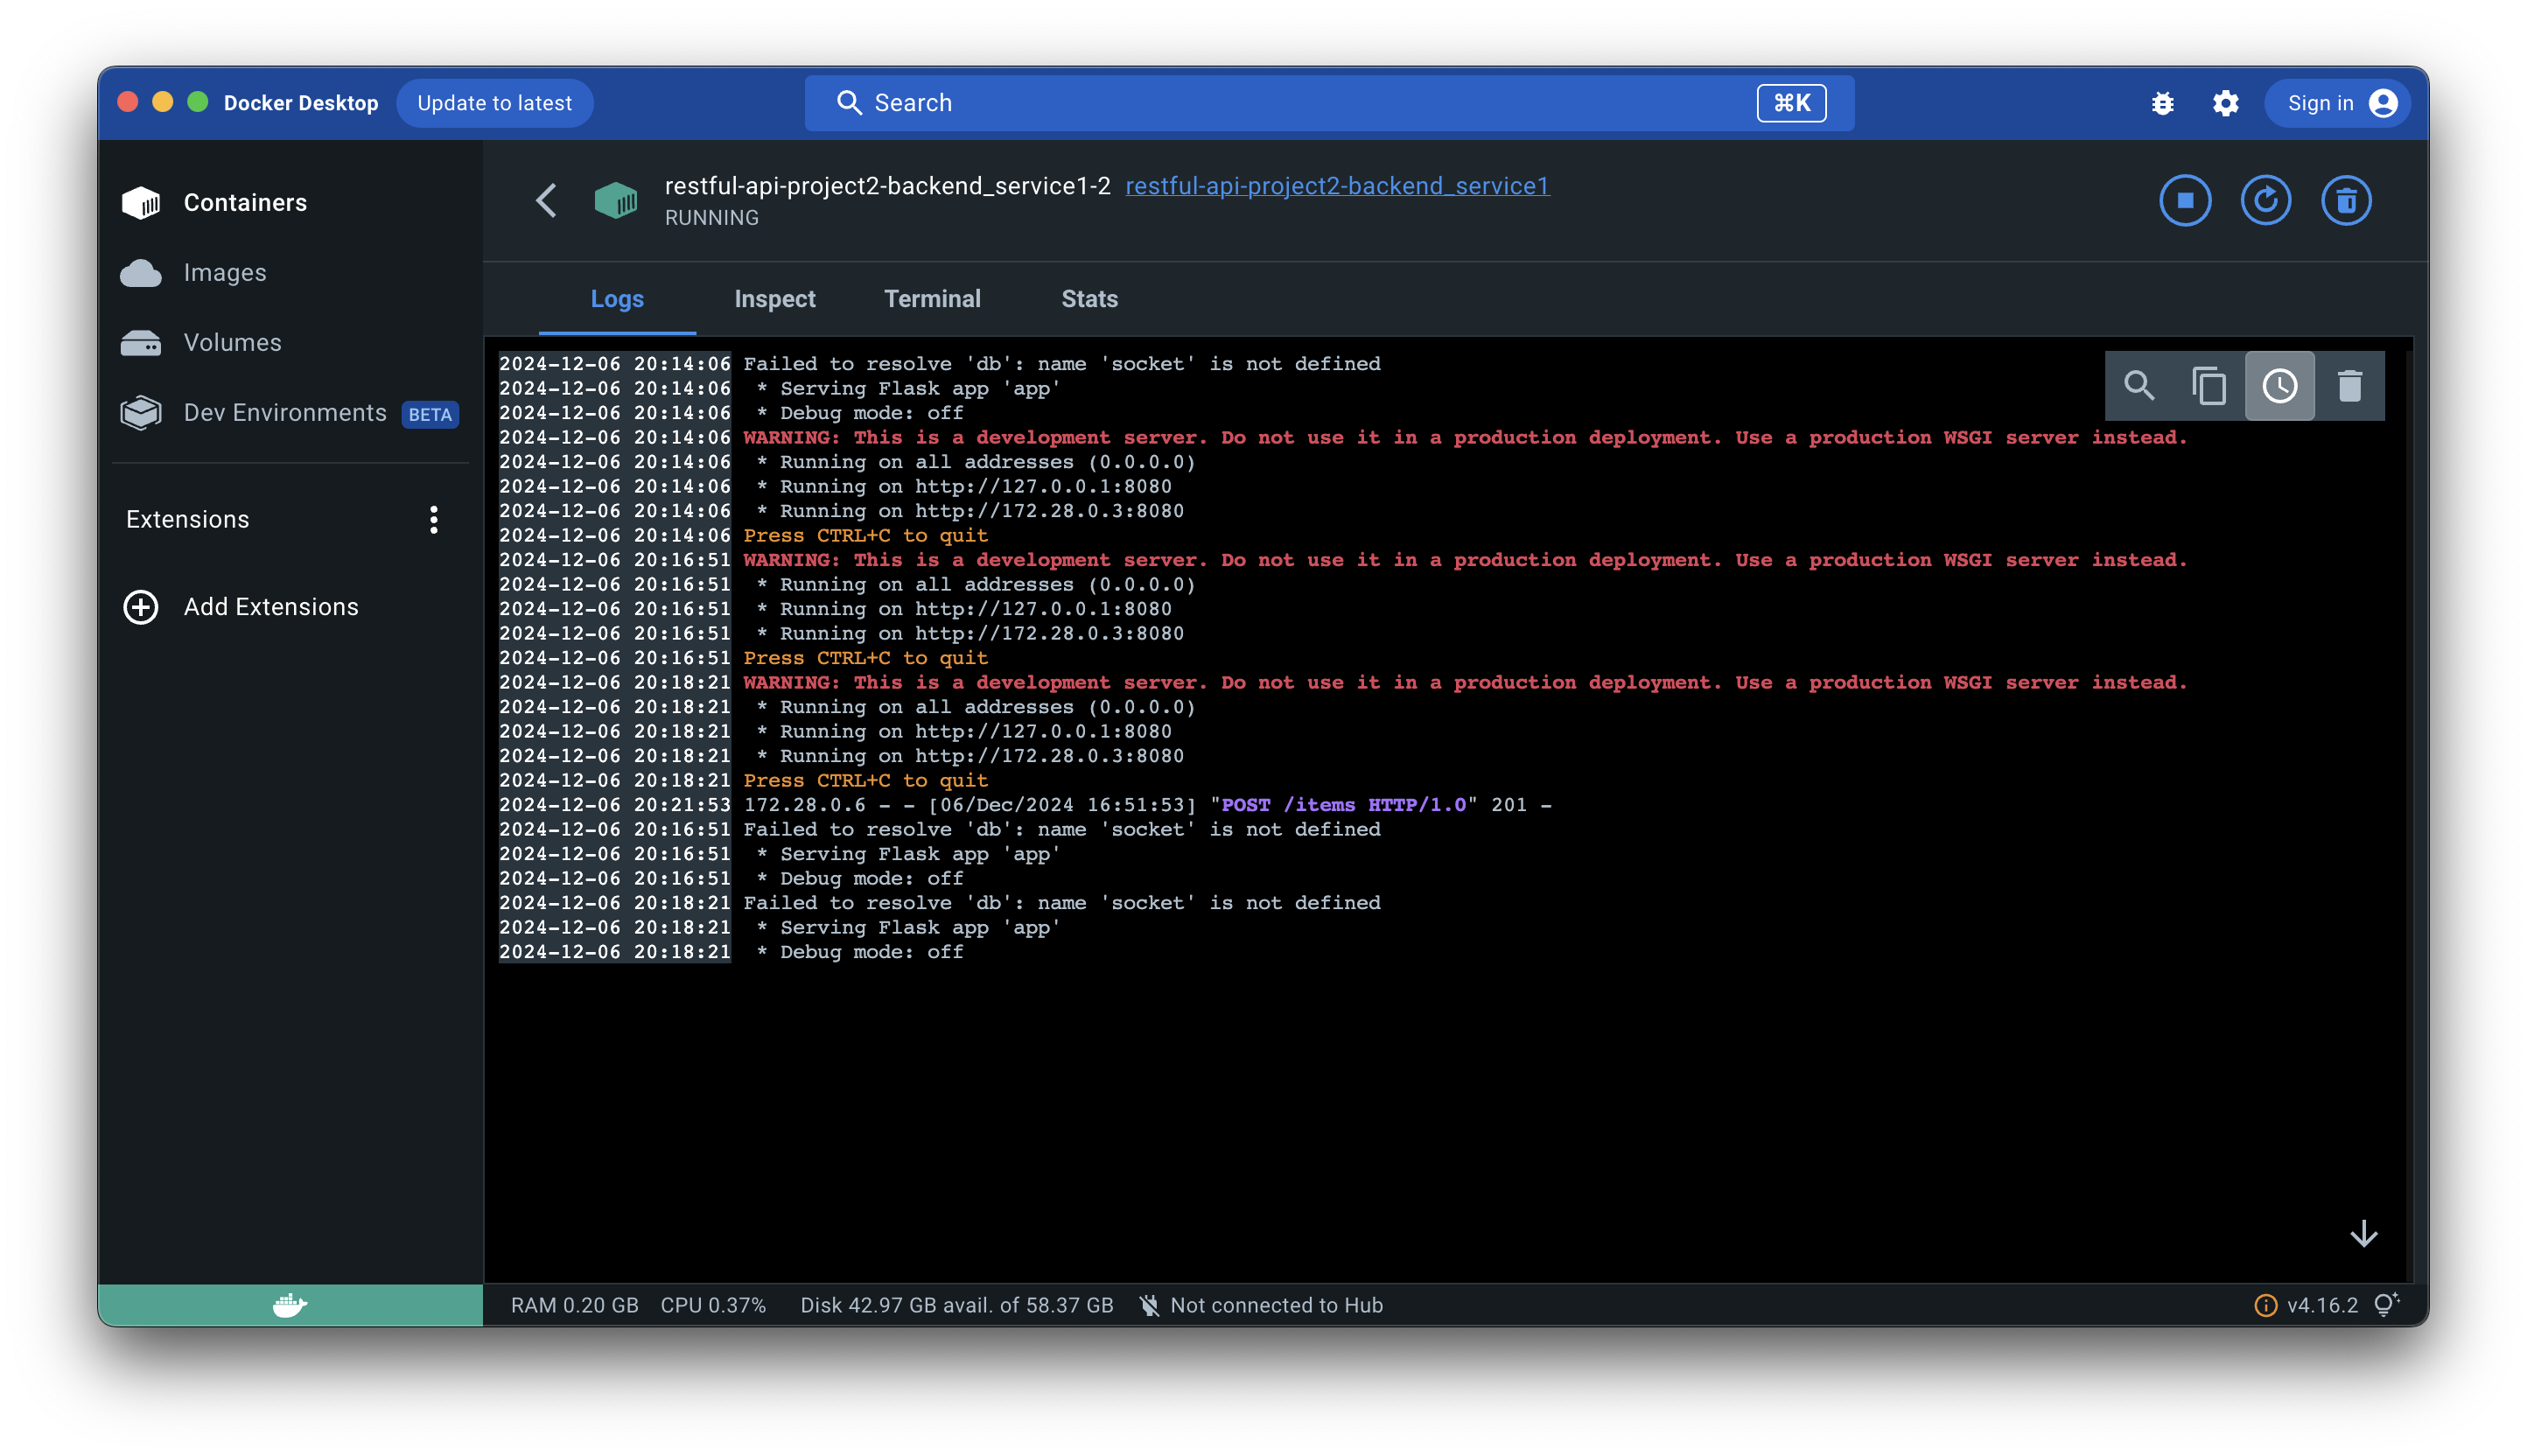 Docker Desktop
Update to latest
Search
⌘K
Sign in
Containers
Images
Volumes
Dev Environments BETA
Extensions
Add Extensions
restful-api-project2-backend_service1-2 restful-api-project2-backend_service1
RUNNING
Logs Inspect Terminal Stats
2024-12-06 20:14:06 Failed to resolve 'db': name 'socket' is not defined
2024-12-06 20:14:06  * Serving Flask app 'app'
2024-12-06 20:14:06  * Debug mode: off
2024-12-06 20:14:06 WARNING: This is a development server. Do not use it in a production deployment. Use a production WSGI server instead.
2024-12-06 20:14:06  * Running on all addresses (0.0.0.0)
2024-12-06 20:14:06  * Running on http://127.0.0.1:8080
2024-12-06 20:14:06  * Running on http://172.28.0.3:8080
2024-12-06 20:14:06 Press CTRL+C to quit
2024-12-06 20:16:51 WARNING: This is a development server. Do not use it in a production deployment. Use a production WSGI server instead.
2024-12-06 20:16:51  * Running on all addresses (0.0.0.0)
2024-12-06 20:16:51  * Running on http://127.0.0.1:8080
2024-12-06 20:16:51  * Running on http://172.28.0.3:8080
2024-12-06 20:16:51 Press CTRL+C to quit
2024-12-06 20:18:21 WARNING: This is a development server. Do not use it in a production deployment. Use a production WSGI server instead.
2024-12-06 20:18:21  * Running on all addresses (0.0.0.0)
2024-12-06 20:18:21  * Running on http://127.0.0.1:8080
2024-12-06 20:18:21  * Running on http://172.28.0.3:8080
2024-12-06 20:18:21 Press CTRL+C to quit
2024-12-06 20:21:53 172.28.0.6 - - [06/Dec/2024 16:51:53] "POST /items HTTP/1.0" 201 -
2024-12-06 20:16:51 Failed to resolve 'db': name 'socket' is not defined
2024-12-06 20:16:51  * Serving Flask app 'app'
2024-12-06 20:16:51  * Debug mode: off
2024-12-06 20:18:21 Failed to resolve 'db': name 'socket' is not defined
2024-12-06 20:18:21  * Serving Flask app 'app'
2024-12-06 20:18:21  * Debug mode: off
RAM 0.20 GB CPU 0.37% Disk 42.97 GB avail. of 58.37 GB Not connected to Hub v4.16.2